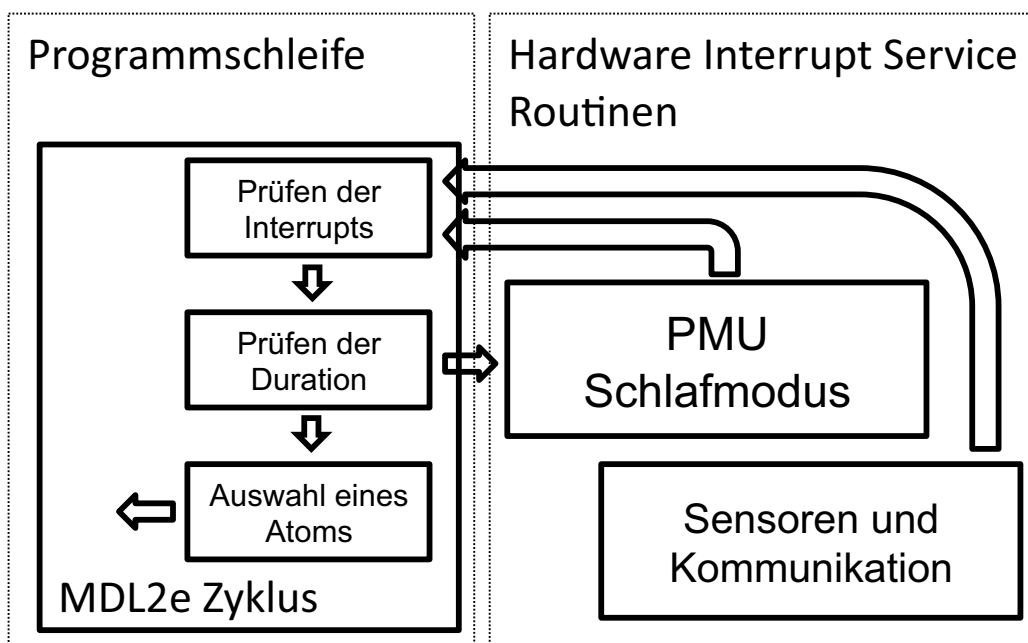 Programmschleife
Hardware Interrupt Service
Routinen
Prüfen der
Interrupts
Prüfen der
Duration
Auswahl eines
Atoms
MDL2e Zyklus
PMU
Schlafmodus
Sensoren und
Kommunikation